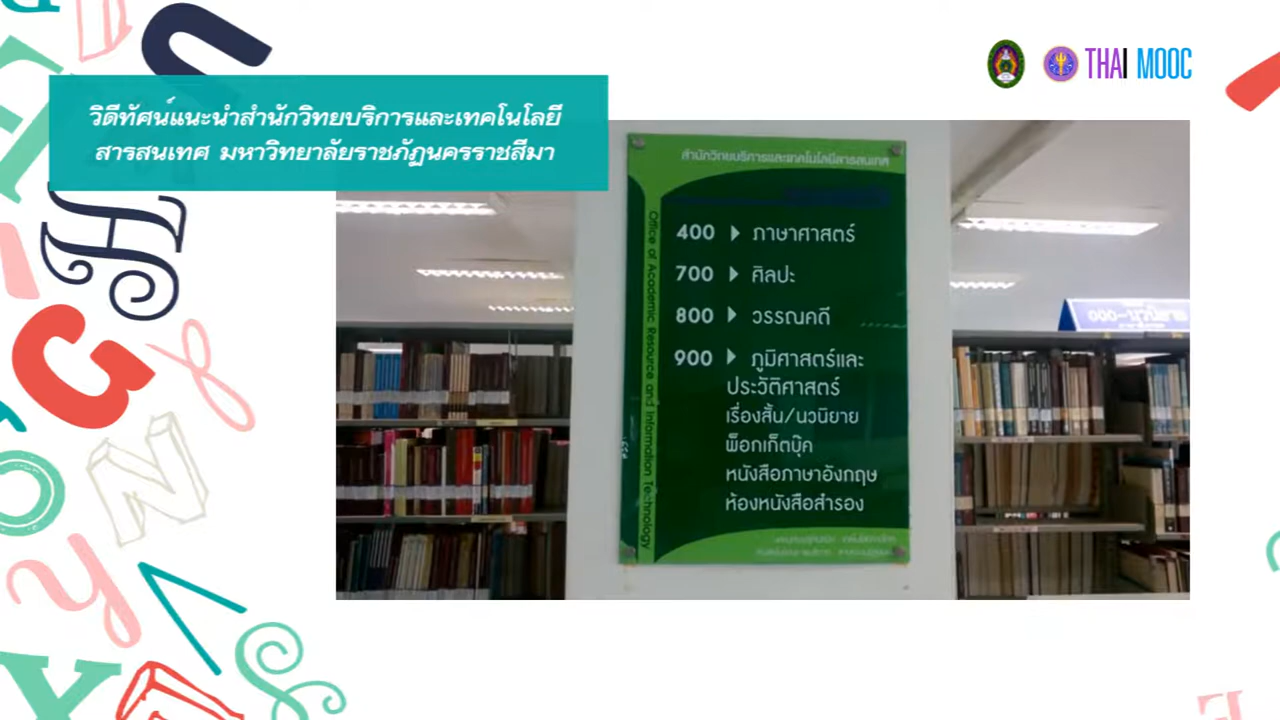 วิดีทัศน์แนะนำสำนักวิทยบริการและเทคโนโลยี
สารสนเทศ มหาวิทยาลัยราชภัฏนครราชสีมา
THAI MOOC
สำนักวิทยบริการและเทคโนโลยีสารสนเทศ
Office of Academic Resource and Information Technology
400 ภาษาศาสตร์
700 ศิลปะ
800 วรรณคดี
900 ภูมิศาสตร์และ
ประวัติศาสตร์
เรื่องสั้น/นวนิยาย
พ็อกเก็ตบุ๊ค
หนังสือภาษาอังกฤษ
ห้องหนังสือสำรอง